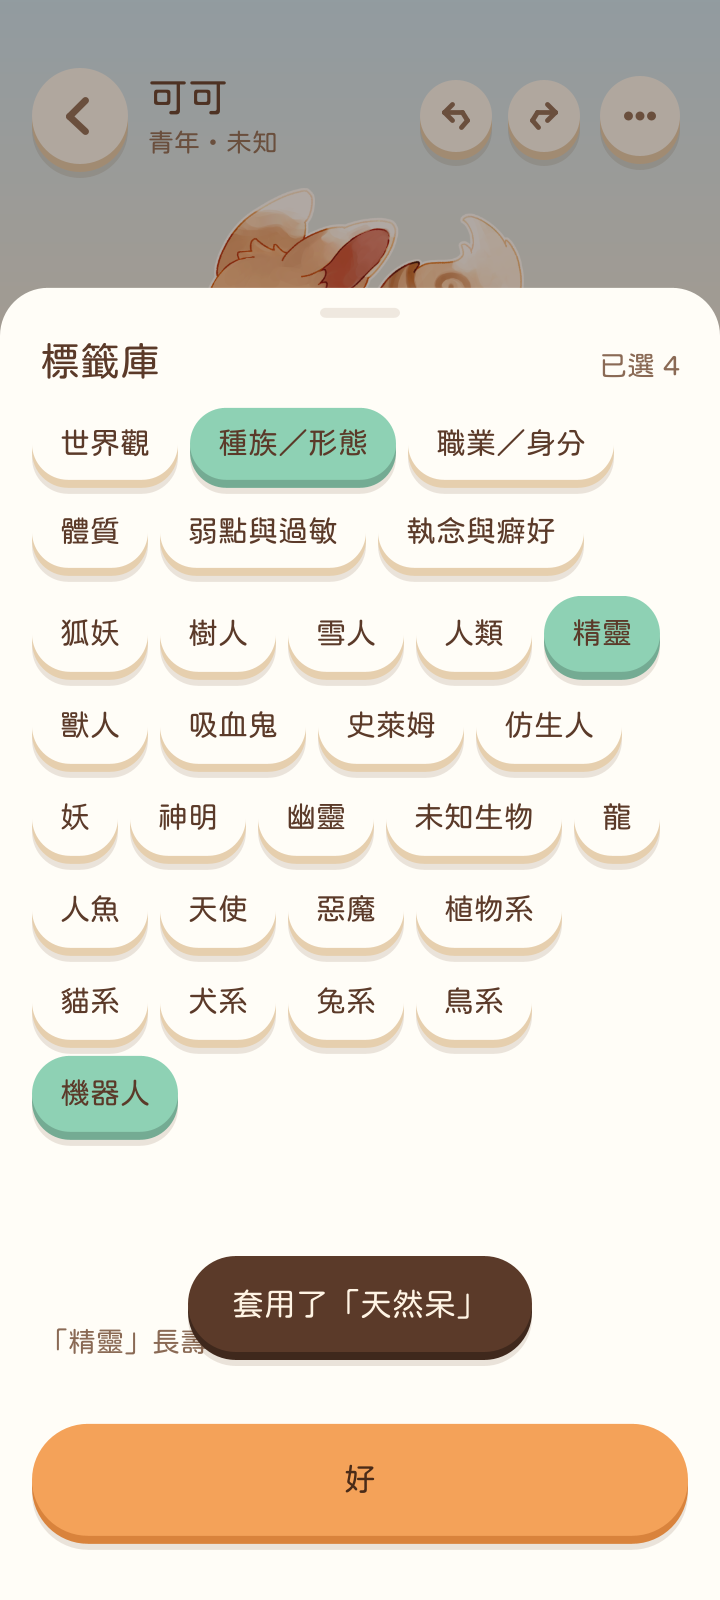 可可
青年・未知
標籤庫
已選 4
世界觀 種族／形態 職業／身分
體質 弱點與過敏 執念與癖好
狐妖 樹人 雪人 人類 精靈
獸人 吸血鬼 史萊姆 仿生人
妖 神明 幽靈 未知生物 龍
人魚 天使 惡魔 植物系
貓系 犬系 兔系 鳥系
機器人
套用了「天然呆」
「精靈」長壽
好